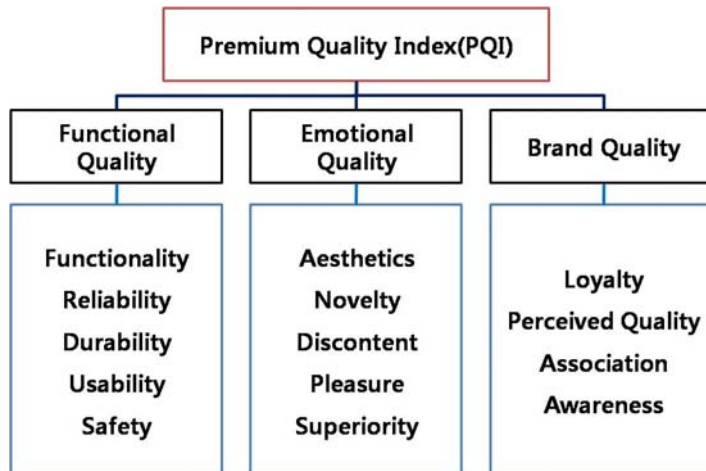 Premium Quality Index(PQI)
Functional
Quality
Emotional
Quality
Brand Quality
Functionality
Reliability
Durability
Usability
Safety
Aesthetics
Novelty
Discontent
Pleasure
Superiority
Loyalty
Perceived Quality
Association
Awareness